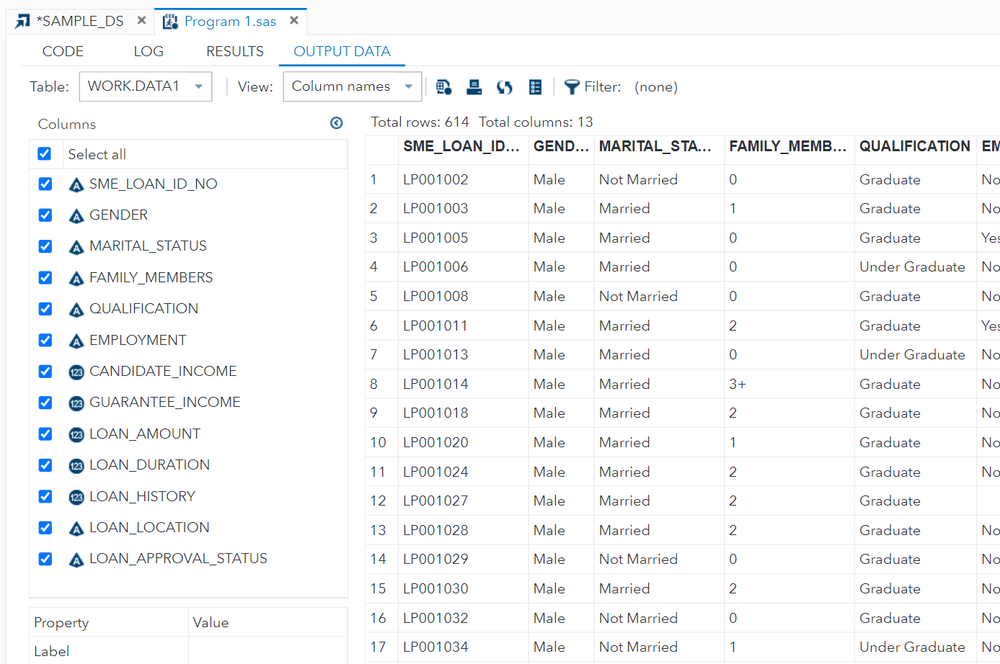 *SAMPLE_DS × Program 1.sas ×
CODE LOG RESULTS OUTPUT DATA
Table: WORK.DATA1 View: Column names Filter: (none)
Columns
Select all
SME_LOAN_ID_NO
GENDER
MARITAL_STATUS
FAMILY_MEMBERS
QUALIFICATION
EMPLOYMENT
123 CANDIDATE_INCOME
123 GUARANTEE_INCOME
123 LOAN_AMOUNT
123 LOAN_DURATION
123 LOAN_HISTORY
LOAN_LOCATION
LOAN_APPROVAL_STATUS
Property Value
Label
Total rows: 614 Total columns: 13
SME_LOAN_ID... GEND... MARITAL_STA... FAMILY_MEMB... QUALIFICATION EM
1 LP001002 Male Not Married 0 Graduate No
2 LP001003 Male Married 1 Graduate No
3 LP001005 Male Married 0 Graduate Yes
4 LP001006 Male Married 0 Under Graduate No
5 LP001008 Male Not Married 0 Graduate No
6 LP001011 Male Married 2 Graduate Yes
7 LP001013 Male Married 0 Under Graduate No
8 LP001014 Male Married 3+ Graduate No
9 LP001018 Male Married 2 Graduate No
10 LP001020 Male Married 1 Graduate No
11 LP001024 Male Married 2 Graduate No
12 LP001027 Male Married 2 Graduate
13 LP001028 Male Married 2 Graduate No
14 LP001029 Male Not Married 0 Graduate No
15 LP001030 Male Married 2 Graduate No
16 LP001032 Male Not Married 0 Graduate No
17 LP001034 Male Not Married 1 Under Graduate No